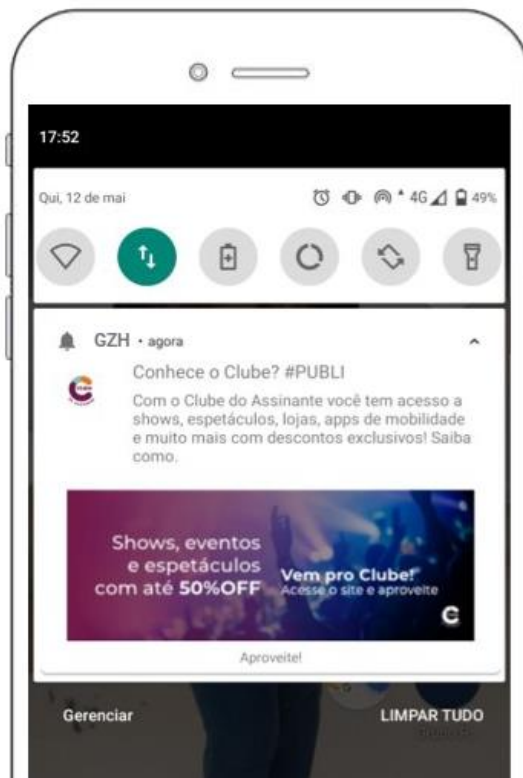 17:52
Qui, 12 de mai 4G 49%
GZH • agora
Conhece o Clube? #PUBLI
Com o Clube do Assinante você tem acesso a
shows, espetáculos, lojas, apps de mobilidade
e muito mais com descontos exclusivos! Saiba
como.
Shows, eventos
e espetáculos
com até 50%OFF
Vem pro Clube!
Acesse o site e aproveite
Aproveite!
Gerenciar LIMPAR TUDO